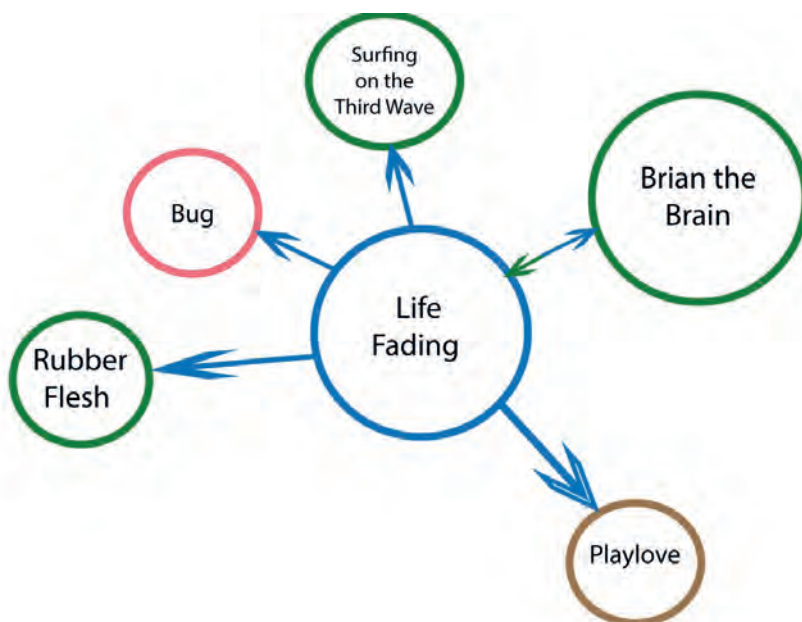 Surfing
on the
Third Wave
Brian the
Brain
Bug
Life
Fading
Rubber
Flesh
Playlove